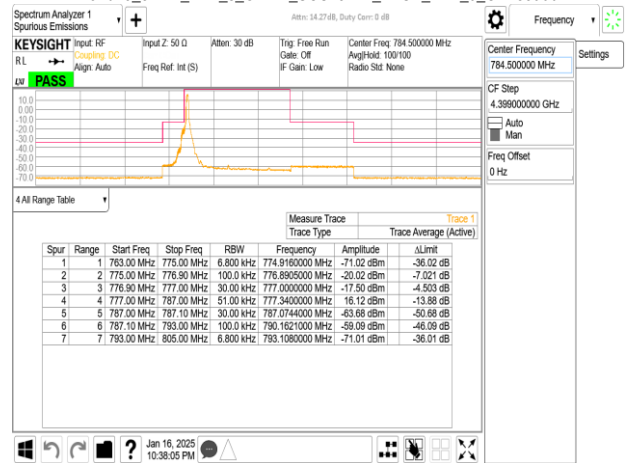 Spectrum Analyzer 1
Spurious Emissions
Attn: 14.27dB, Duty Corr: 0 dB
Frequency
KEYSIGHT
RL
LXI
PASS
Input: RF
Coupling: DC
Align: Auto
Input Z: 50 Ω
Freq Ref: Int (S)
Atten: 30 dB
Trig: Free Run
Gate: Off
IF Gain: Low
Center Freq: 784.500000 MHz
Avg|Hold: 100/100
Radio Std: None
Center Frequency
784.500000 MHz
Settings
CF Step
4.399000000 GHz
Auto
Man
Freq Offset
0 Hz
10.0
0.00
-10.0
-20.0
-30.0
-40.0
-50.0
-60.0
-70.0
4 All Range Table
Measure Trace Trace 1
Trace Type Trace Average (Active)
Spur Range Start Freq Stop Freq RBW Frequency Amplitude ΔLimit
1 1 763.00 MHz 775.00 MHz 6.800 kHz 774.9160000 MHz -71.02 dBm -36.02 dB
2 2 775.00 MHz 776.90 MHz 100.0 kHz 776.8905000 MHz -20.02 dBm -7.021 dB
3 3 776.90 MHz 777.00 MHz 30.00 kHz 777.0000000 MHz -17.50 dBm -4.503 dB
4 4 777.00 MHz 787.00 MHz 51.00 kHz 777.3400000 MHz 16.12 dBm -13.88 dB
5 5 787.00 MHz 787.10 MHz 30.00 kHz 787.0744000 MHz -63.68 dBm -50.68 dB
6 6 787.10 MHz 793.00 MHz 100.0 kHz 790.1621000 MHz -59.09 dBm -46.09 dB
7 7 793.00 MHz 805.00 MHz 6.800 kHz 793.1080000 MHz -71.01 dBm -36.01 dB
Jan 16, 2025
10:38:05 PM